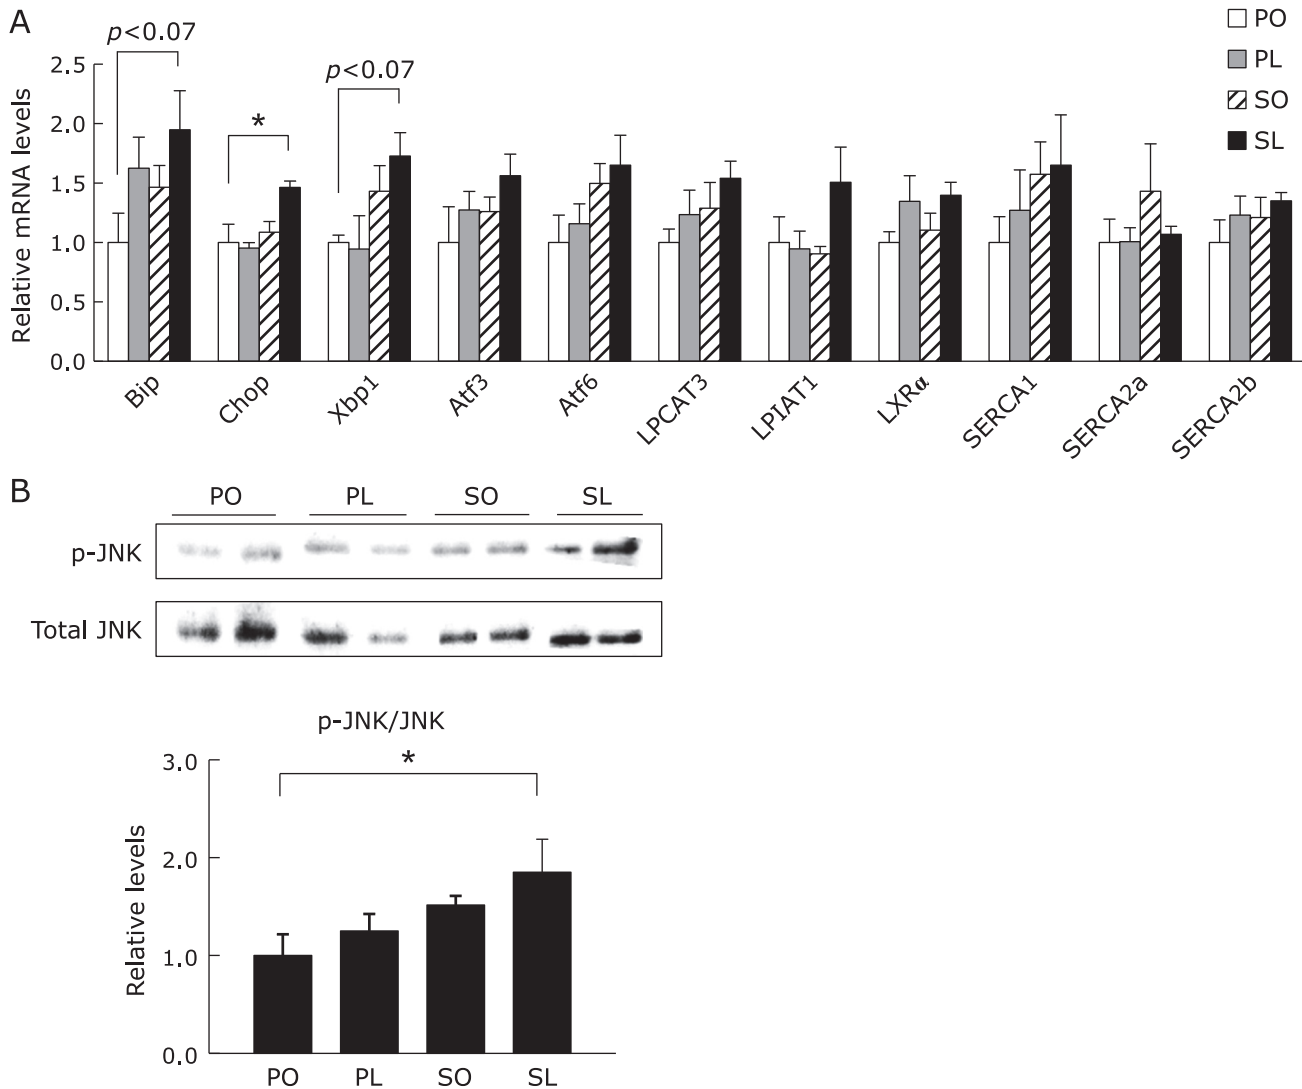 A
p<0.07
*
p<0.07
PO
PL
SO
SL
Relative mRNA levels
2.5
2.0
1.5
1.0
0.5
0.0
Bip
Chop
Xbp1
Atf3
Atf6
LPCAT3
LPIAT1
LXRα
SERCA1
SERCA2a
SERCA2b
B
PO PL SO SL
p-JNK
Total JNK
p-JNK/JNK
*
Relative levels
3.0
2.0
1.0
0.0
PO PL SO SL